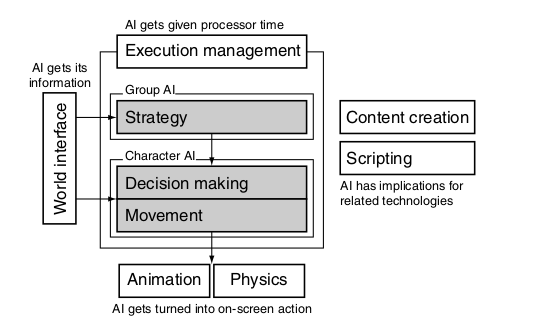 AI gets given processor time
Execution management
AI gets its
information
World interface
Group AI
Strategy
Character AI
Decision making
Movement
Animation
Physics
AI gets turned into on-screen action
Content creation
Scripting
AI has implications for
related technologies